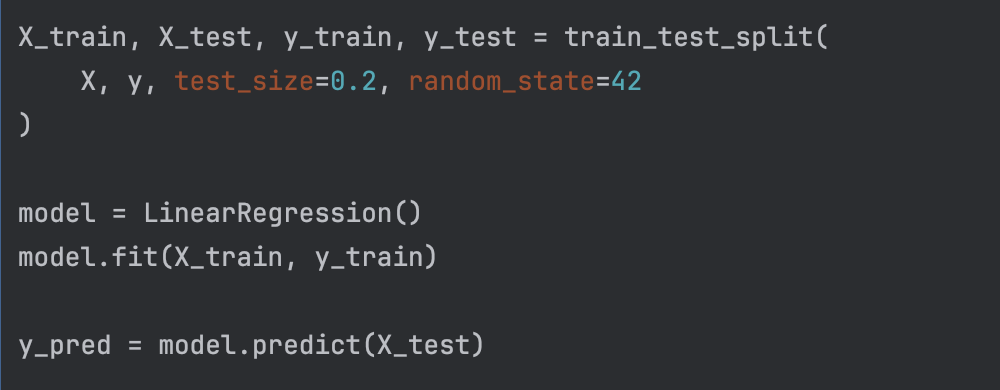 X_train, X_test, y_train, y_test = train_test_split(
    X, y, test_size=0.2, random_state=42
)
model = LinearRegression()
model.fit(X_train, y_train)
y_pred = model.predict(X_test)